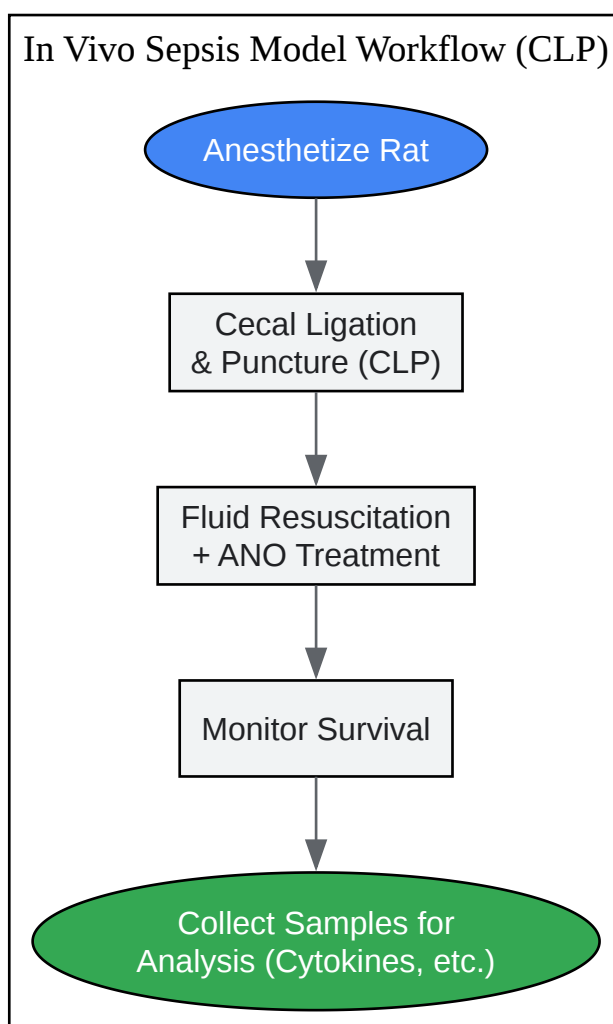 In Vivo Sepsis Model Workflow (CLP)
Anesthetize Rat
Cecal Ligation
& Puncture (CLP)
Fluid Resuscitation
+ ANO Treatment
Monitor Survival
Collect Samples for
Analysis (Cytokines, etc.)